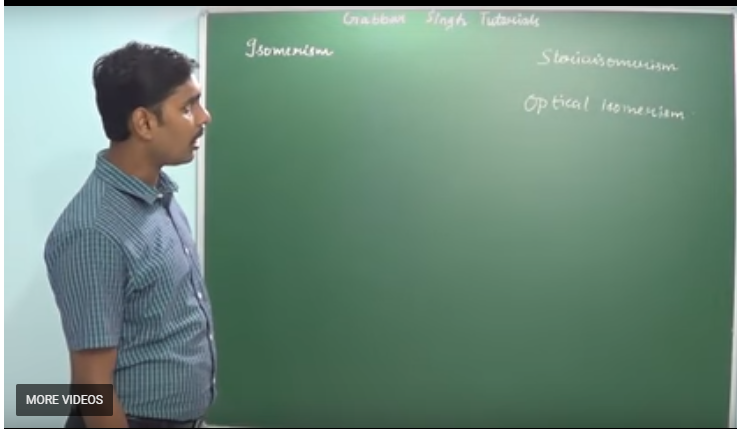 Gabbar Singh Tutorials
Isomerism
Stereoisomerism
Optical Isomerism
MORE VIDEOS